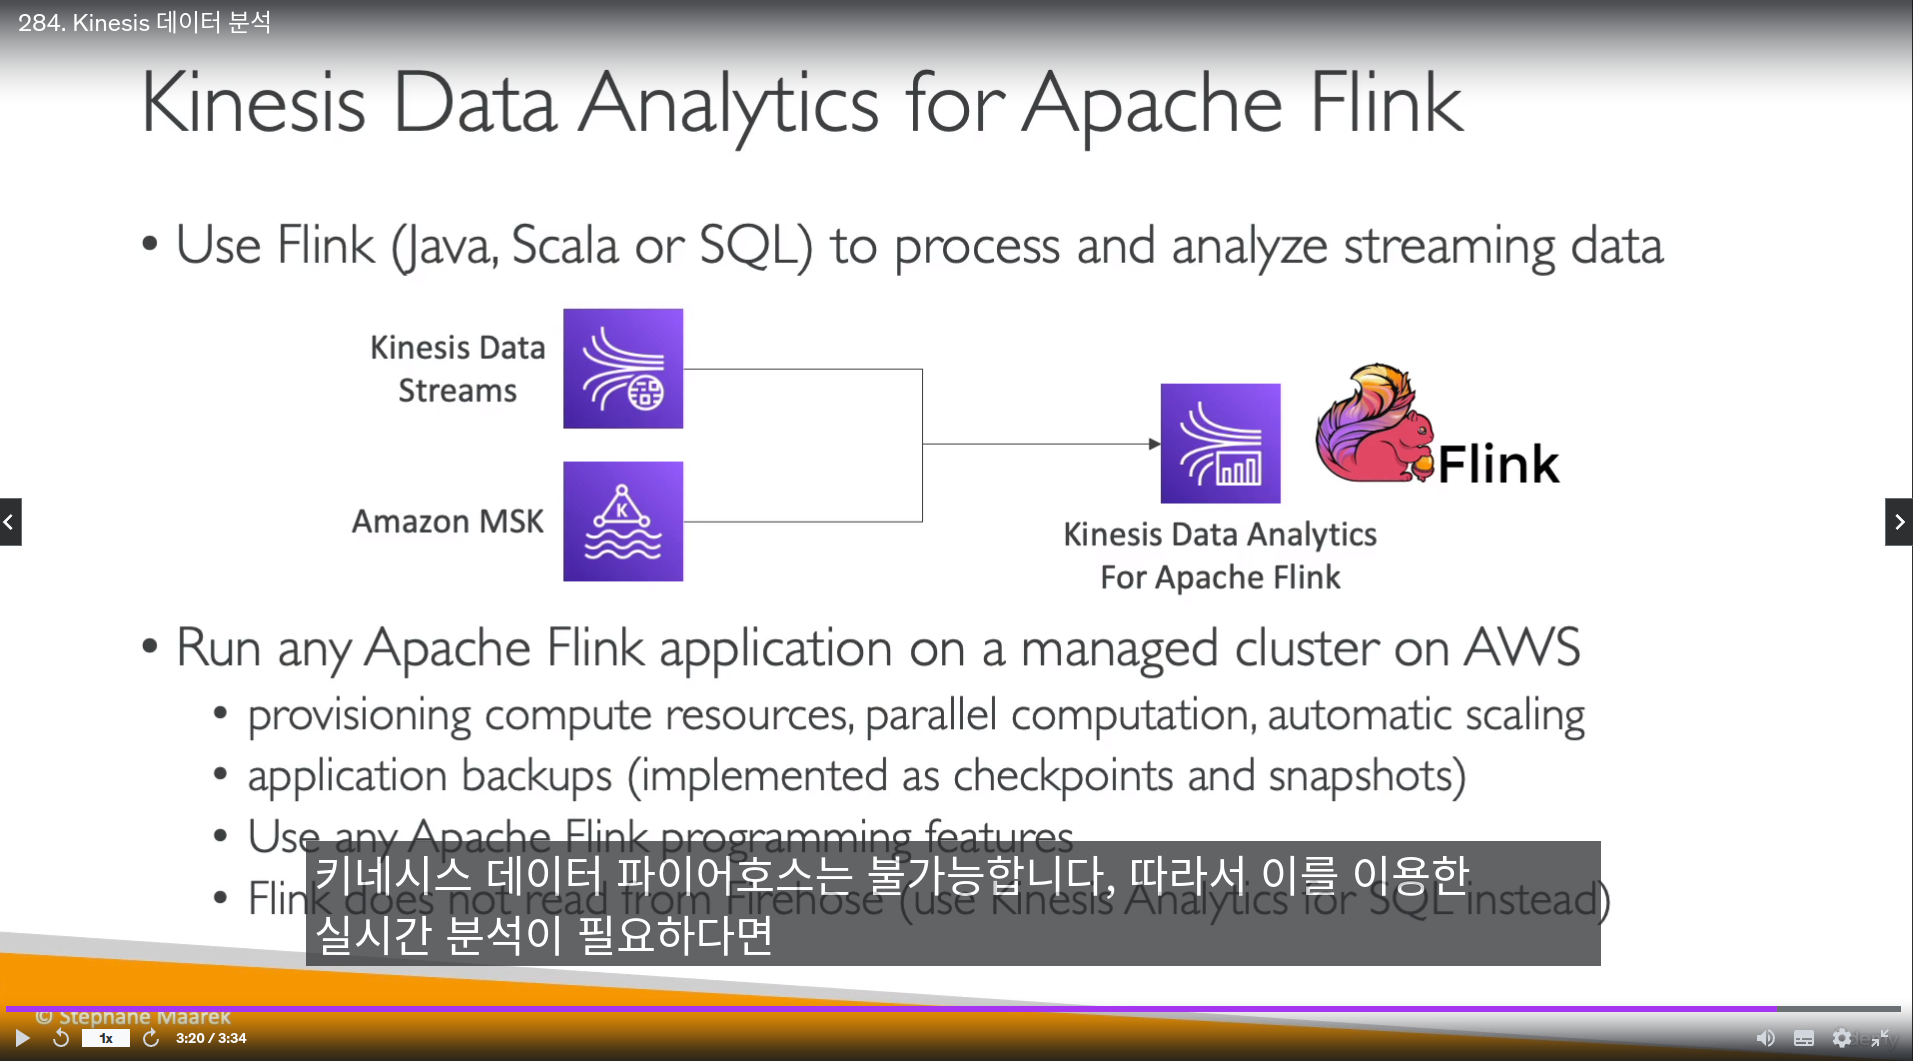 284. Kinesis 데이터 분석
Kinesis Data Analytics for Apache Flink
• Use Flink (Java, Scala or SQL) to process and analyze streaming data
Kinesis Data
Streams
Amazon MSK
K
Flink
Kinesis Data Analytics
For Apache Flink
• Run any Apache Flink application on a managed cluster on AWS
• provisioning compute resources, parallel computation, automatic scaling
• application backups (implemented as checkpoints and snapshots)
• Use any Apache Flink programming features
• Flink does not read from Firehose (use Kinesis Analytics for SQL instead)
키네시스 데이터 파이어호스는 불가능합니다, 따라서 이를 이용한
실시간 분석이 필요하다면
© Stephane Maarek
1x
3:20 / 3:34